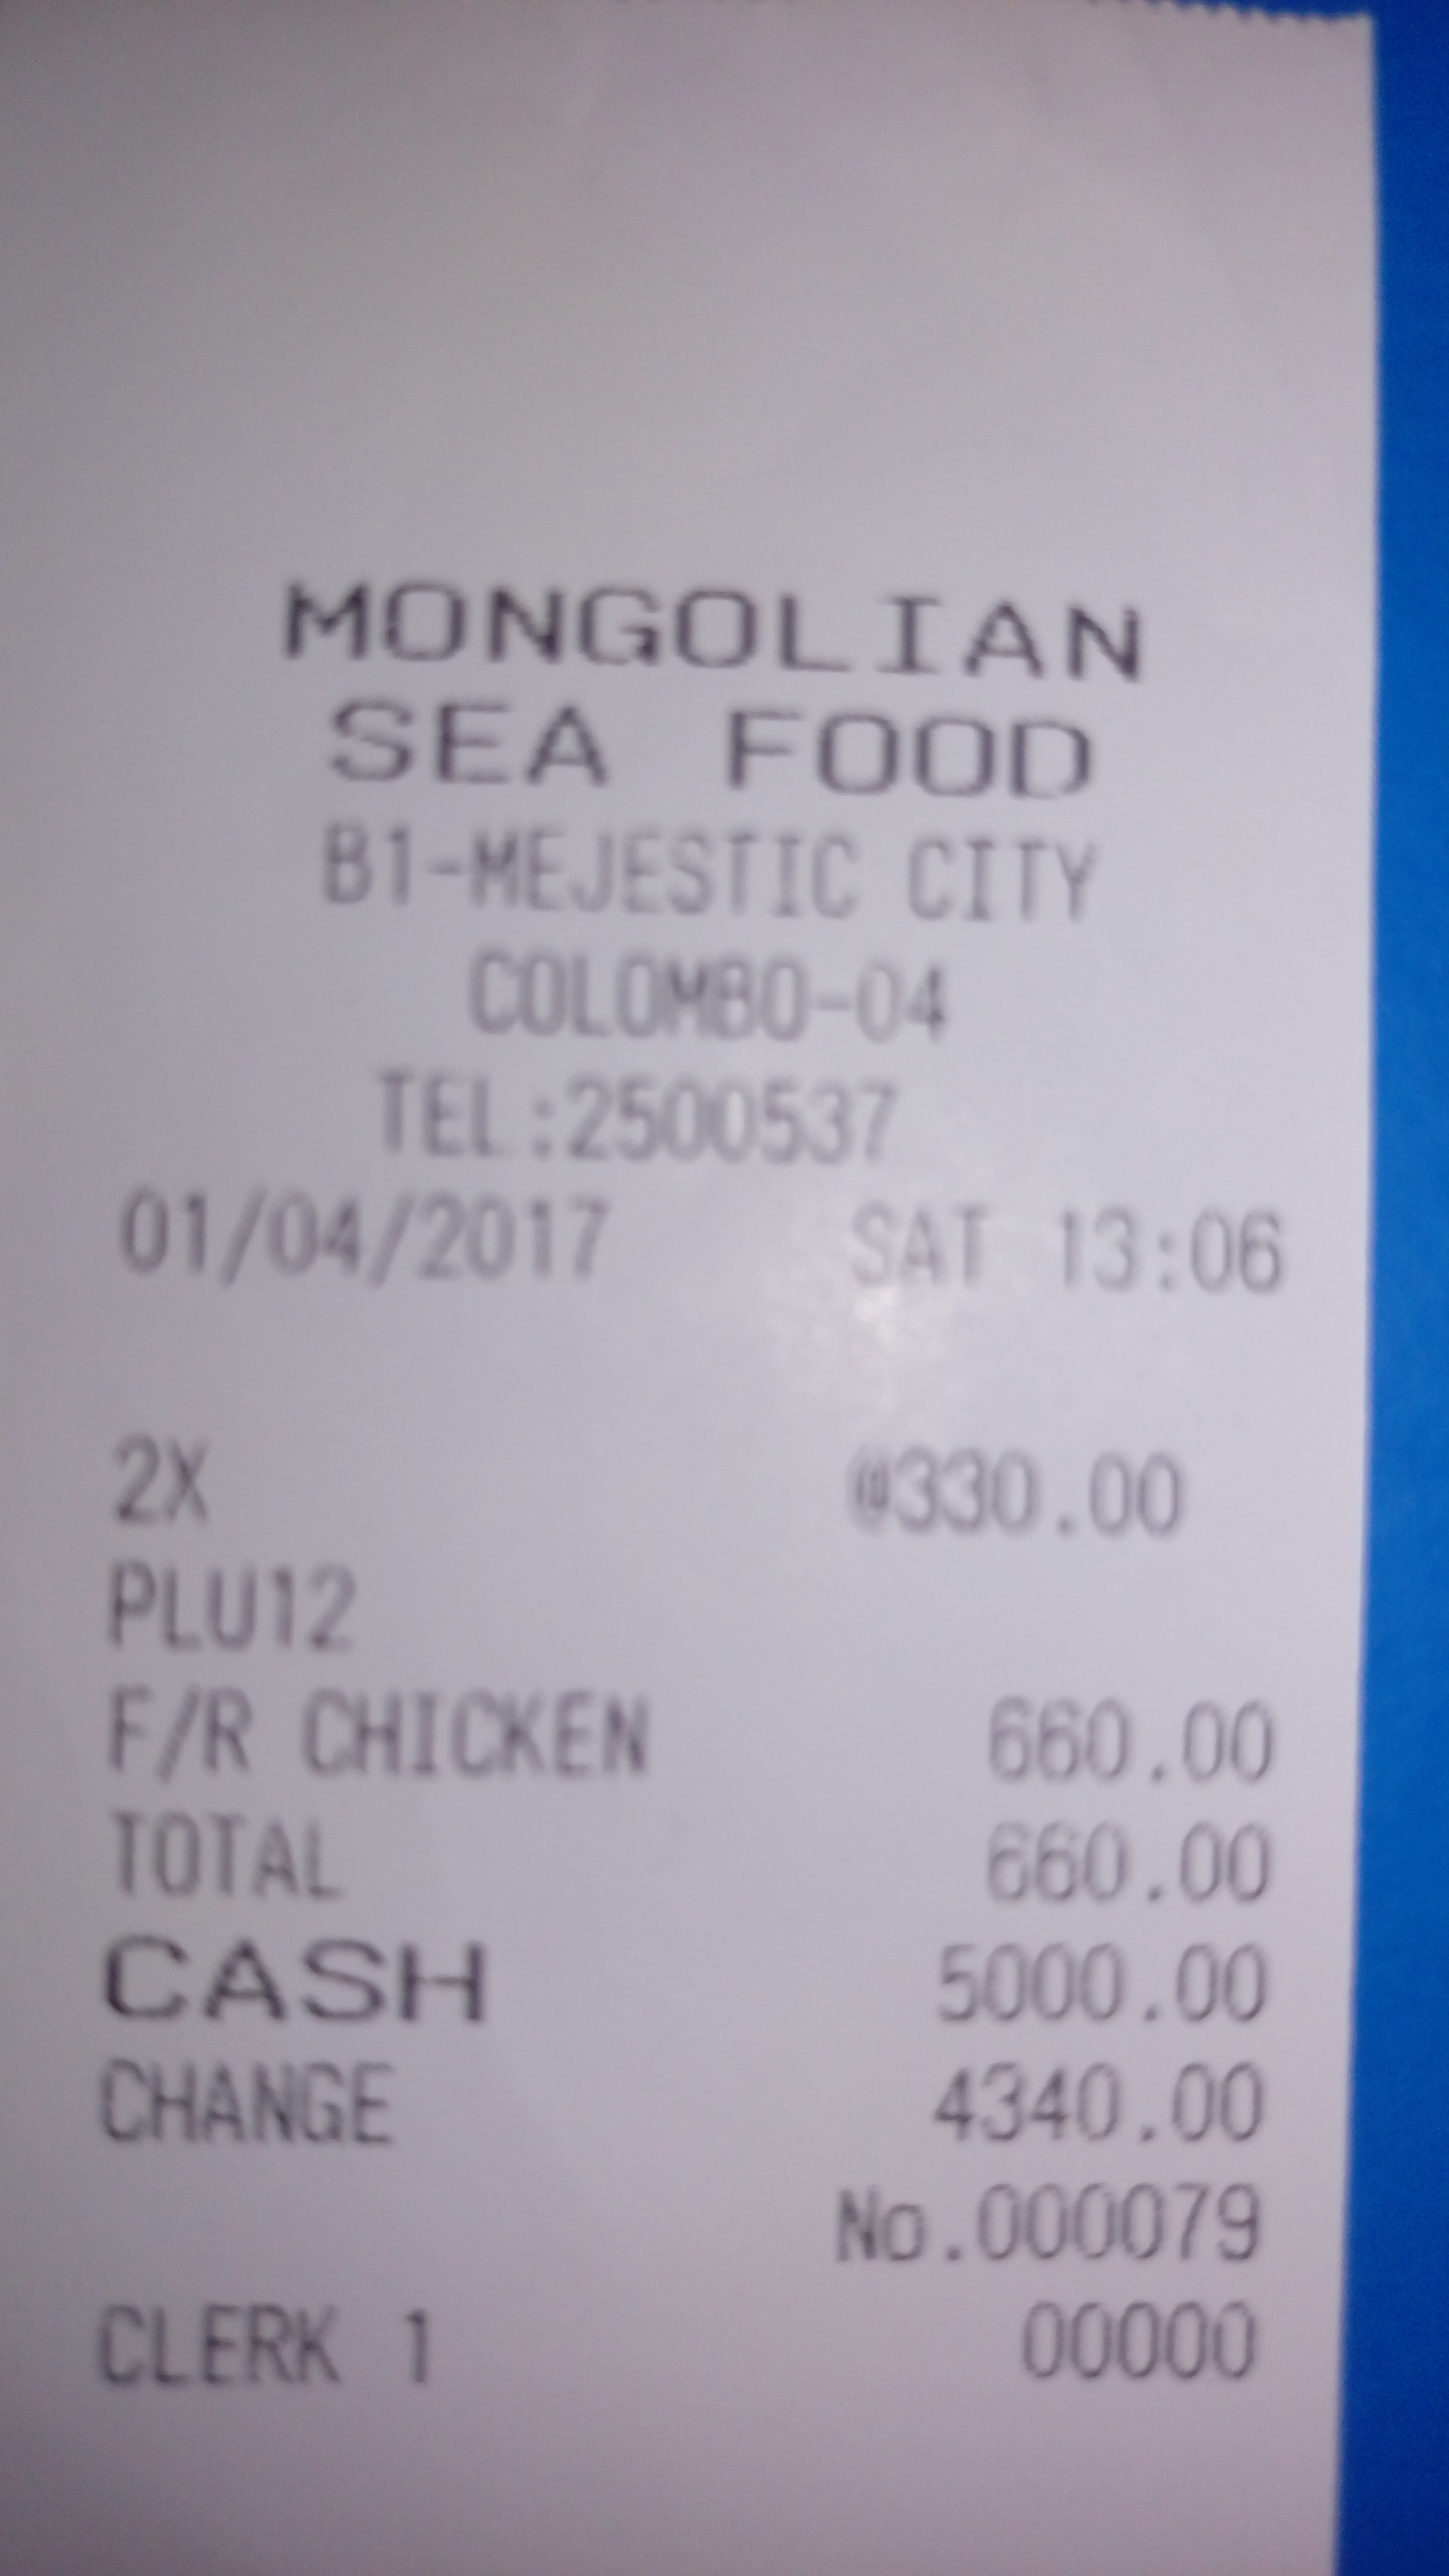 MONGOLIAN
SEA FOOD
B1-MEJESTIC CITY
COLOMBO-04
TEL:2500537
01/04/2017 SAT 13:06
2X @330.00
PLU12
F/R CHICKEN 660.00
TOTAL 660.00
CASH 5000.00
CHANGE 4340.00
No.000079
CLERK 1 00000